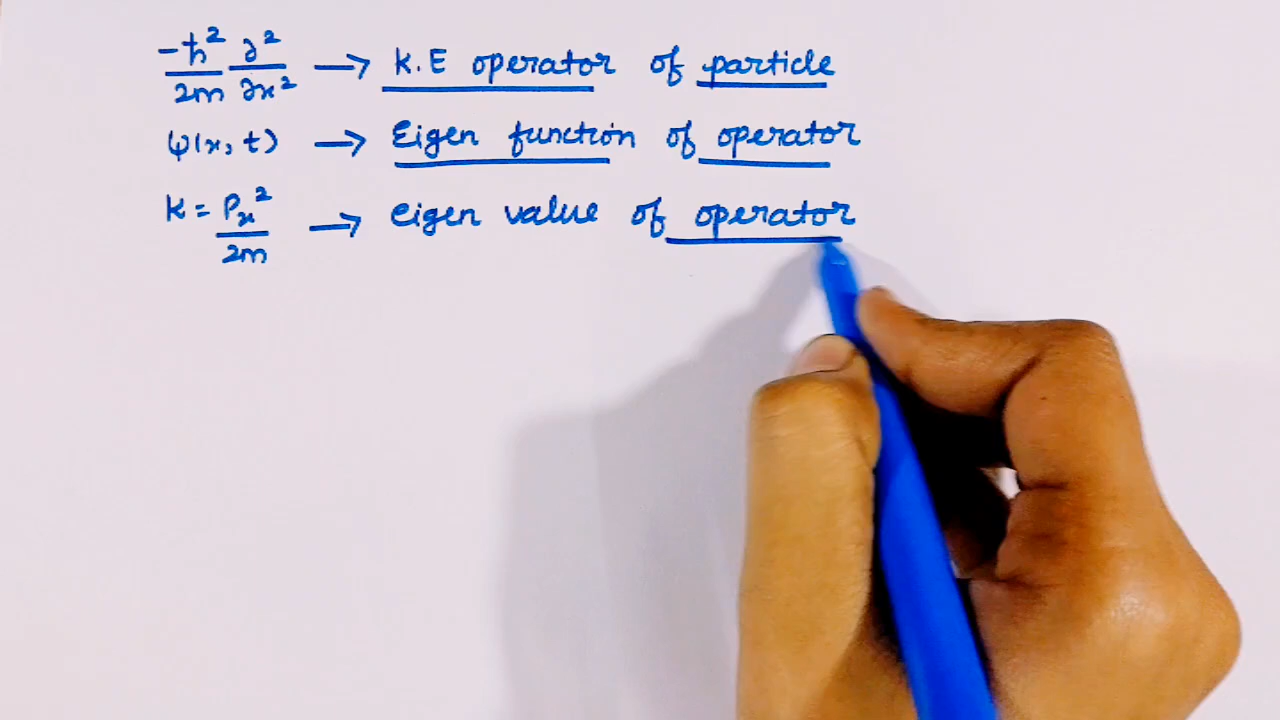 -ħ²/2m ∂²/∂x² → K.E operator of particle
ψ(x, t) → Eigen function of operator
K = Pₓ²/2m → eigen value of operator